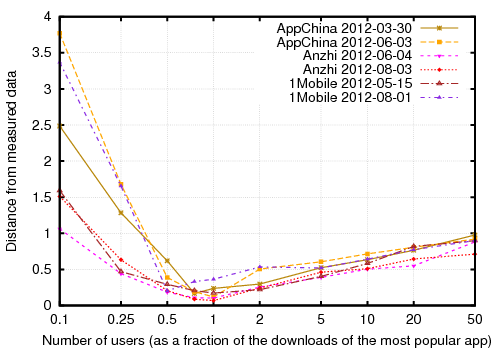 4
3.5
3
2.5
2
1.5
1
0.5
0
Distance from measured data
AppChina 2012-03-30
AppChina 2012-06-03
Anzhi 2012-06-04
Anzhi 2012-08-03
1Mobile 2012-05-15
1Mobile 2012-08-01
0.1 0.25 0.5 1 2 5 10 20 50
Number of users (as a fraction of the downloads of the most popular app)